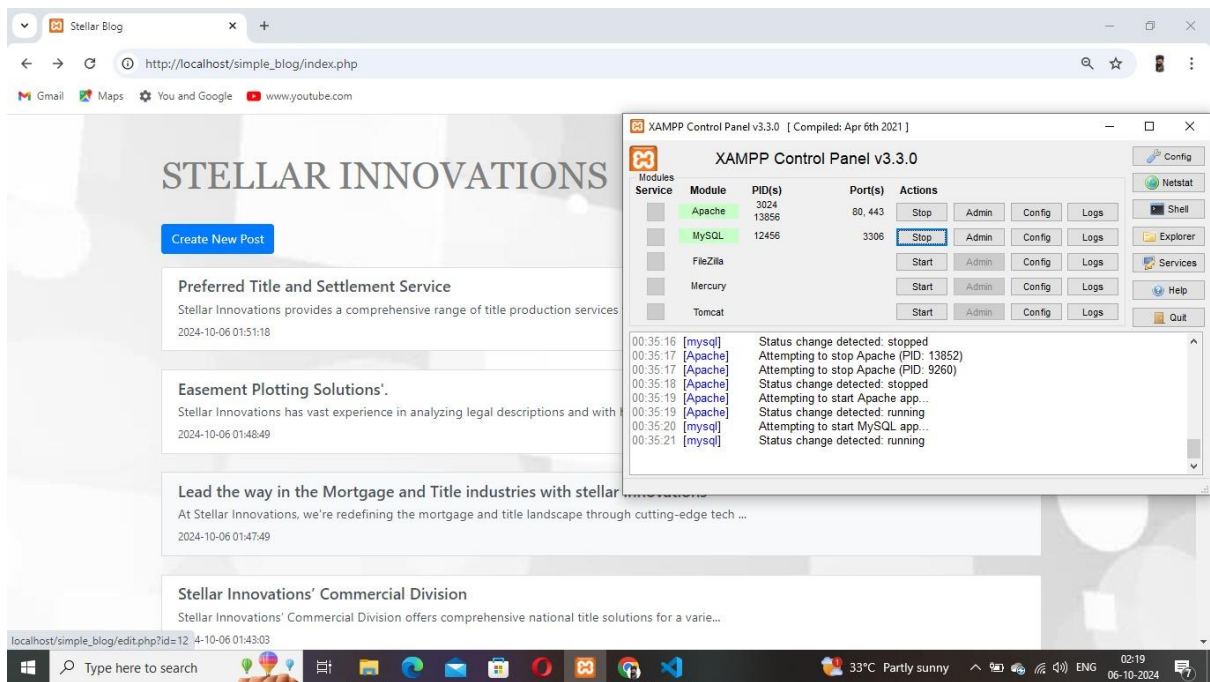 Stellar Blog
http://localhost/simple_blog/index.php
Gmail Maps You and Google www.youtube.com
STELLAR INNOVATIONS
Create New Post
Preferred Title and Settlement Service
Stellar Innovations provides a comprehensive range of title production services
2024-10-06 01:51:18
Easement Plotting Solutions'.
Stellar Innovations has vast experience in analyzing legal descriptions and with
2024-10-06 01:48:49
Lead the way in the Mortgage and Title industries with stellar
At Stellar Innovations, we're redefining the mortgage and title landscape through cutting-edge tech ...
2024-10-06 01:47:49
Stellar Innovations' Commercial Division
Stellar Innovations' Commercial Division offers comprehensive national title solutions for a varie...
4-10-06 01:43:03
localhost/simple_blog/edit.php?id=12
XAMPP Control Panel v3.3.0 [ Compiled: Apr 6th 2021 ]
XAMPP Control Panel v3.3.0
Modules
Service Module PID(s) Port(s) Actions
Apache 3024 80, 443 Stop Admin Config Logs
13856
MySQL 12456 3306 Stop Admin Config Logs
FileZilla Start Admin Config Logs
Mercury Start Admin Config Logs
Tomcat Start Admin Config Logs
Config
Netstat
Shell
Explorer
Services
Help
Quit
00:35:16 [mysql] Status change detected: stopped
00:35:17 [Apache] Attempting to stop Apache (PID: 13852)
00:35:17 [Apache] Attempting to stop Apache (PID: 9260)
00:35:18 [Apache] Status change detected: stopped
00:35:19 [Apache] Attempting to start Apache app...
00:35:19 [Apache] Status change detected: running
00:35:20 [mysql] Attempting to start MySQL app...
00:35:21 [mysql] Status change detected: running
Type here to search
33°C Partly sunny
ENG
02:19
06-10-2024
7